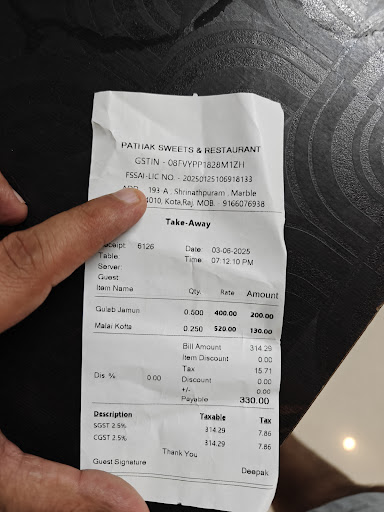 PATHAK SWEETS & RESTAURANT
GSTIN - 08FVYPP1828M1ZH
FSSAI-LIC NO. - 20250125106918133
193 A , Shrinathpuram , Marble
4010, Kota,Raj. MOB. - 9166076938
Take-Away
Receipt 6126 Date: 03-06-2025
Table: Time: 07:12:10 PM
Server:
Guest
Item Name Qty. Rate Amount
Gulab Jamun 0.500 400.00 200.00
Malai Kofta 0.250 520.00 130.00
Bill Amount 314.29
Item Discount 0.00
Tax 15.71
Dis. % 0.00 Discount 0.00
+/- 0.00
Payable 330.00
Description Taxable Tax
SGST 2.5% 314.29 7.86
CGST 2.5% 314.29 7.86
Thank You
Guest Signature Deepak